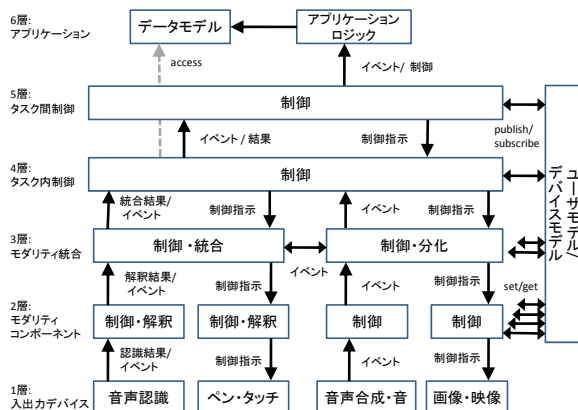 6層:
アプリケーション
データモデル
アプリケーション
ロジック
access
イベント/ 制御
5層:
タスク間制御
制御
publish/
subscribe
イベント / 結果
制御指示
4層:
タスク内制御
制御
ユーザモデル/
デバイスモデル
統合結果/
イベント
制御指示
イベント
制御指示
3層:
モダリティ統合
制御・統合
イベント
制御・分化
解釈結果/
イベント
制御指示
イベント
制御指示
set/get
2層:
モダリティ
コンポーネント
制御・解釈
制御・解釈
制御
制御
認識結果/
イベント
制御指示
イベント
制御指示
1層:
入出力デバイス
音声認識
ペン・タッチ
音声合成・音
画像・映像